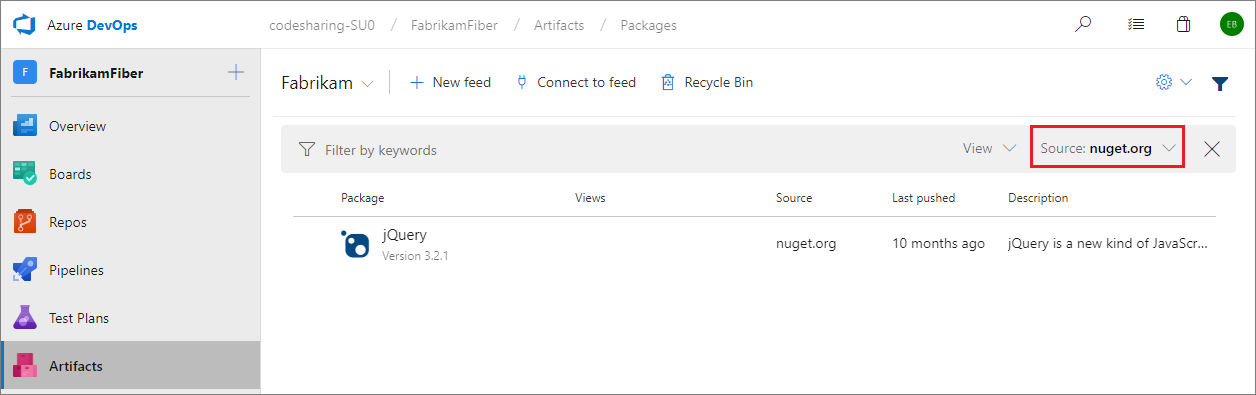 Azure DevOps
codesharing-SU0 / FabrikamFiber / Artifacts / Packages
EB
F FabrikamFiber
Overview
Boards
Repos
Pipelines
Test Plans
Artifacts
Fabrikam New feed Connect to feed Recycle Bin
Filter by keywords View Source: nuget.org
Package Views Source Last pushed Description
jQuery nuget.org 10 months ago jQuery is a new kind of JavaScr...
Version 3.2.1